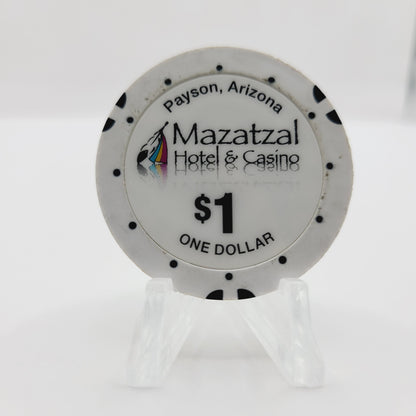 Payson, Arizona
Mazatzal
Hotel & Casino
$1
ONE DOLLAR